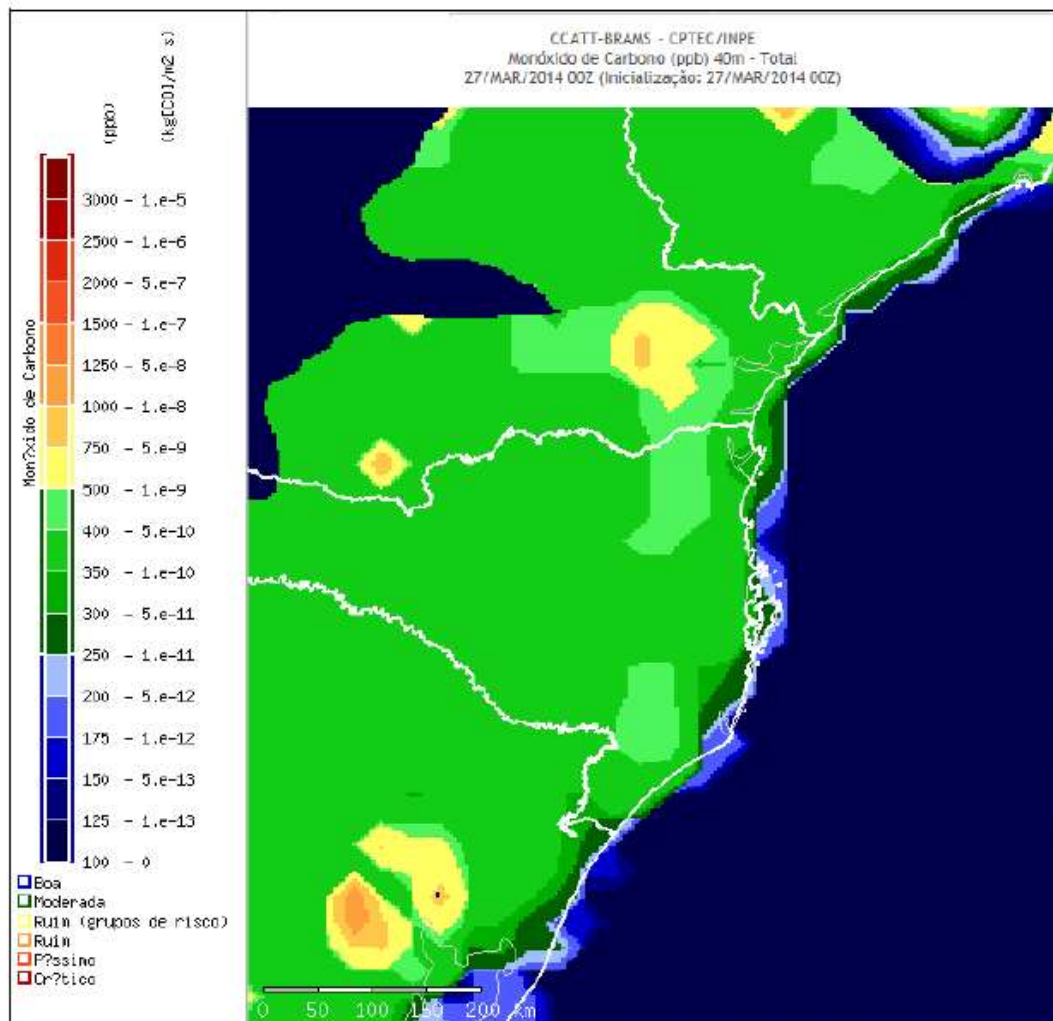 CCATT-BRAMS - CPTEC/INPE
Monóxido de Carbono (ppb) 40m - Total
27/MAR/2014 00Z (Inicialização: 27/MAR/2014 00Z)
(ppb)
(kg[CO]/m2 s)
Mon?xido de Carbono
3000 - 1.e-5
2500 - 1.e-6
2000 - 5.e-7
1500 - 1.e-7
1250 - 5.e-8
1000 - 1.e-8
750 - 5.e-9
500 - 1.e-9
400 - 5.e-10
350 - 1.e-10
300 - 5.e-11
250 - 1.e-11
200 - 5.e-12
175 - 1.e-12
150 - 5.e-13
125 - 1.e-13
100 - 0
Boa
Moderada
Ruim (grupos de risco)
Ruim
P?ssimo
Cr?tico
0 50 100 150 200 km